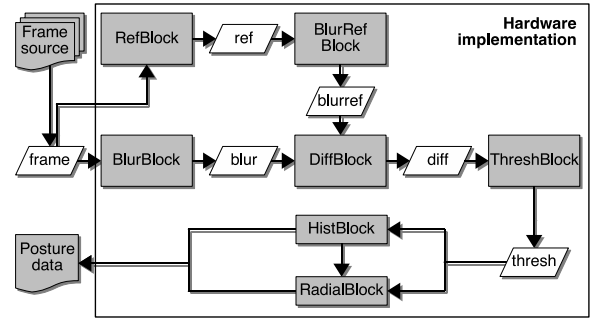 Frame
source
RefBlock
ref
BlurRef
Block
Hardware
implementation
blurref
frame
BlurBlock
blur
DiffBlock
diff
ThreshBlock
HistBlock
Posture
data
thresh
RadialBlock